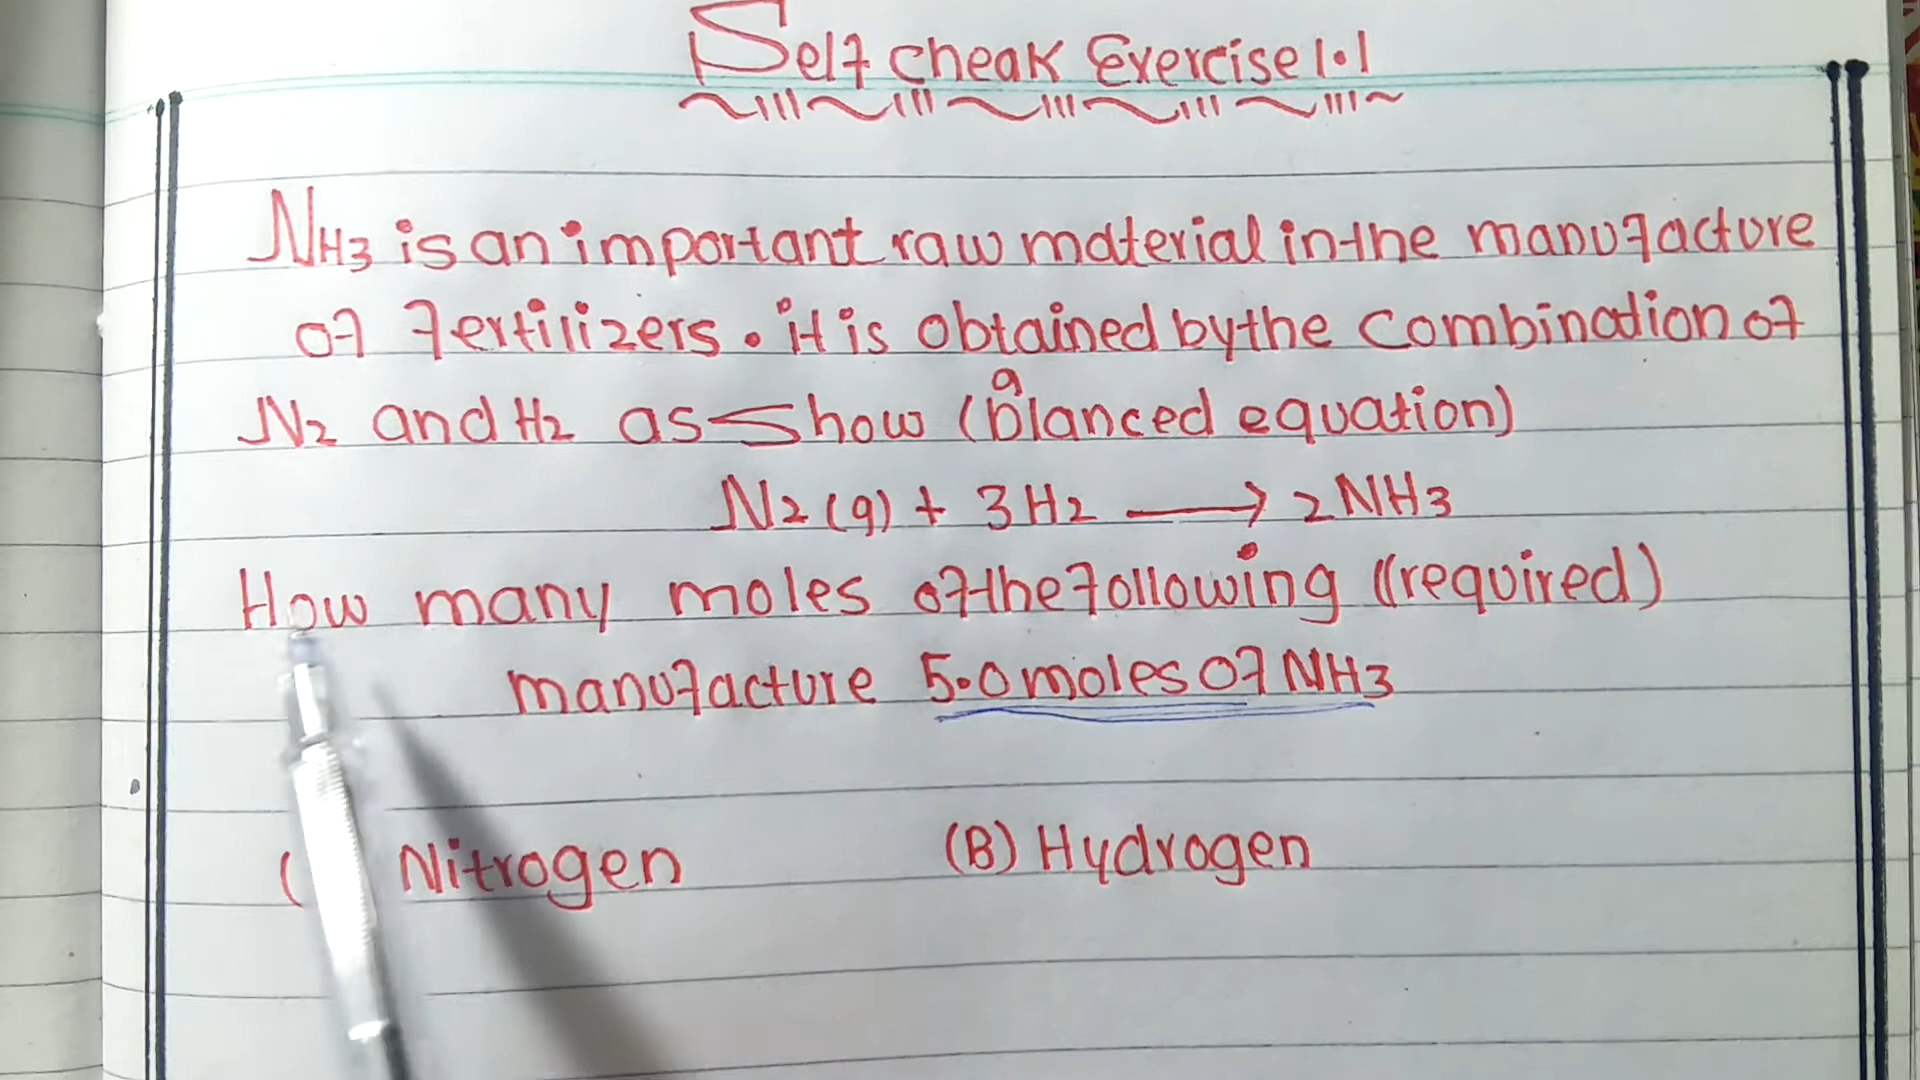 Self cheak Exercise 1.1
NH3 is an important raw material in the manufacture
of fertilizers. it is obtained by the Combination of
a
N2 and H2 as Show (blanced equation)
N2(g) + 3H2 ⟶ 2NH3
How many moles of the following ((required)
manufacture 5.0 moles of NH3
( Nitrogen (B) Hydrogen